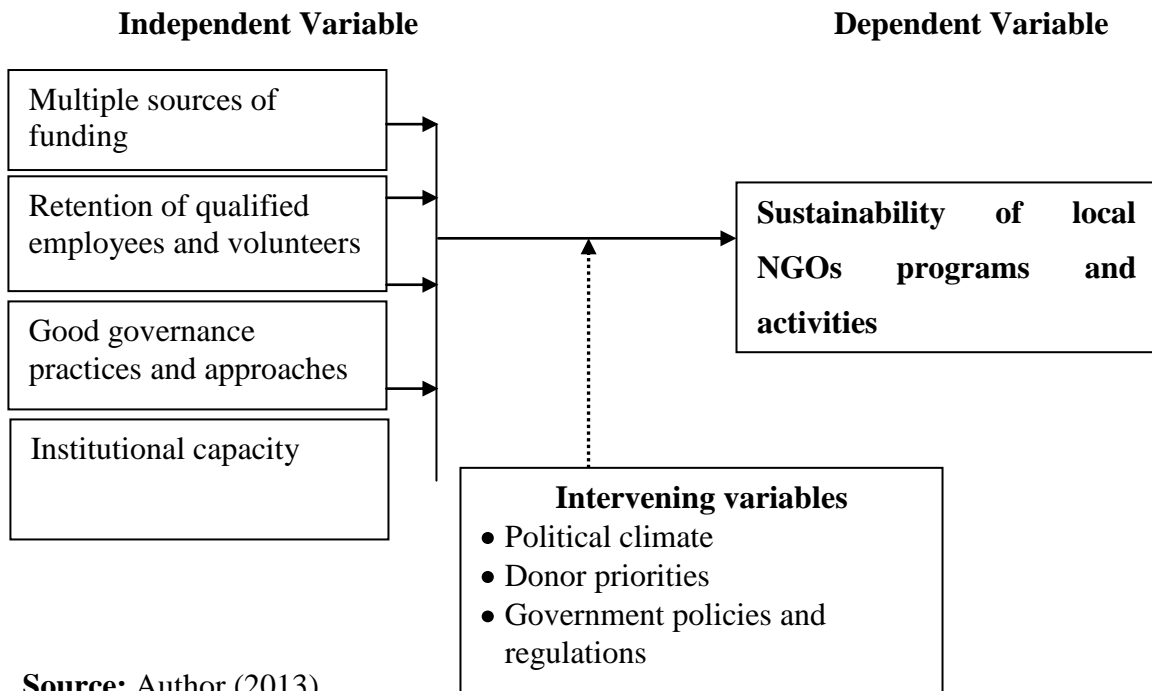 Independent Variable
Dependent Variable
Multiple sources of
funding
Retention of qualified
employees and volunteers
Good governance
practices and approaches
Institutional capacity
Sustainability of local
NGOs programs and
activities
Intervening variables
• Political climate
• Donor priorities
• Government policies and
regulations
Source: Author (2013)